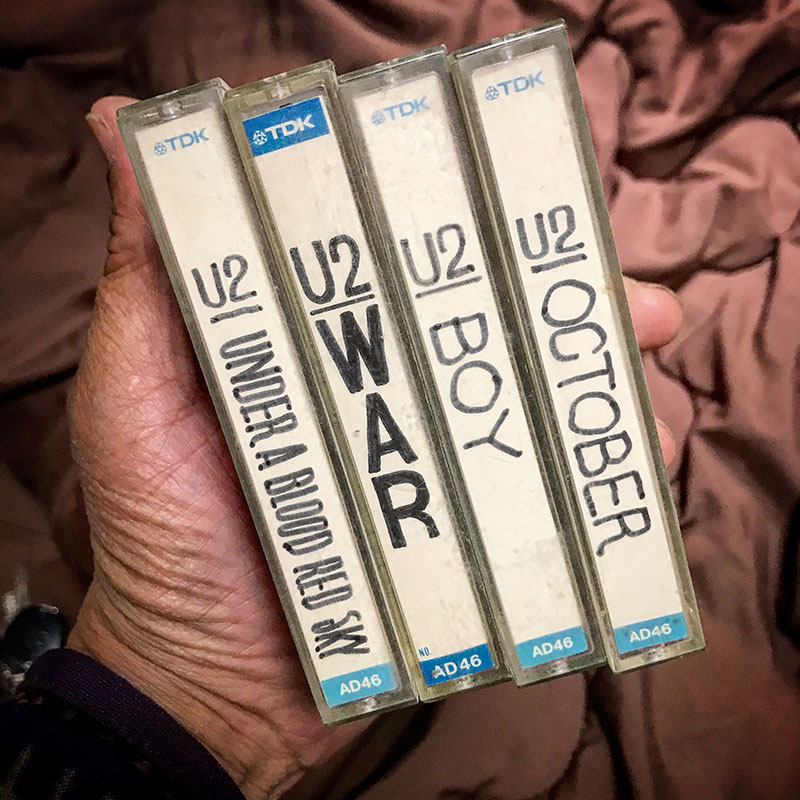 TDK
U2 | UNDER A BLOOD RED SKY
AD46
TDK
U2 | WAR
NO.
AD46
TDK
U2 | BOY
AD46
TDK
U2 | OCTOBER
AD46